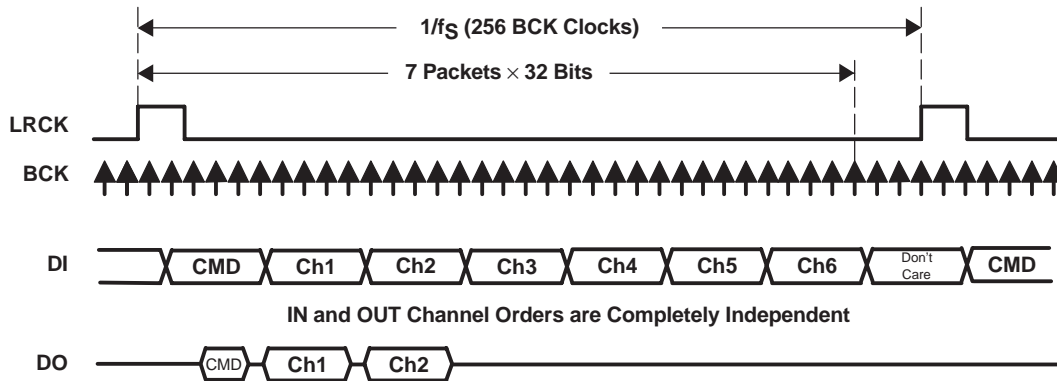 1/fS (256 BCK Clocks)
7 Packets × 32 Bits
LRCK
BCK
DI CMD Ch1 Ch2 Ch3 Ch4 Ch5 Ch6 Don't Care CMD
IN and OUT Channel Orders are Completely Independent
DO CMD Ch1 Ch2